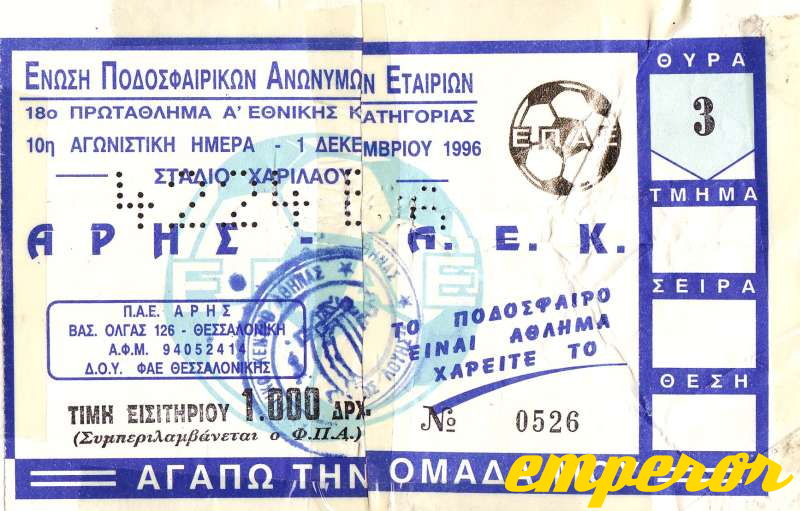 ΕΝΩΣΗ ΠΟΔΟΣΦΑΙΡΙΚΩΝ ΑΝΩΝΥΜΩΝ ΕΤΑΙΡΙΩΝ
18ο ΠΡΩΤΑΘΛΗΜΑ Α' ΕΘΝΙΚΗΣ ΚΑΤΗΓΟΡΙΑΣ
10η ΑΓΩΝΙΣΤΙΚΗ ΗΜΕΡΑ - 1 ΔΕΚΕΜΒΡΙΟΥ 1996
ΣΤΑΔΙΟ ΧΑΡΙΛΑΟΥ
ΕΠΑΕ
ΑΡΗΣ - Α.Ε.Κ.
ΕΠΑΕ
Π.Α.Ε. ΑΡΗΣ
ΒΑΣ. ΟΛΓΑΣ 126 - ΘΕΣΣΑΛΟΝΙΚΗ
Α.Φ.Μ. 94052414
Δ.Ο.Υ. ΦΑΕ ΘΕΣΣΑΛΟΝΙΚΗΣ
ΤΟ ΠΟΔΟΣΦΑΙΡΟ
ΕΙΝΑΙ ΑΘΛΗΜΑ
ΧΑΡΕΙΤΕ ΤΟ
ΤΙΜΗ ΕΙΣΙΤΗΡΙΟΥ 1.000 ΔΡΧ.
(Συμπεριλαμβάνεται ο Φ.Π.Α.)
№ 0526
ΑΓΑΠΩ ΤΗΝ ΟΜΑΔΑ ΜΟΥ
ΘΥΡΑ
3
ΤΜΗΜΑ
ΣΕΙΡΑ
ΘΕΣΗ
emperor